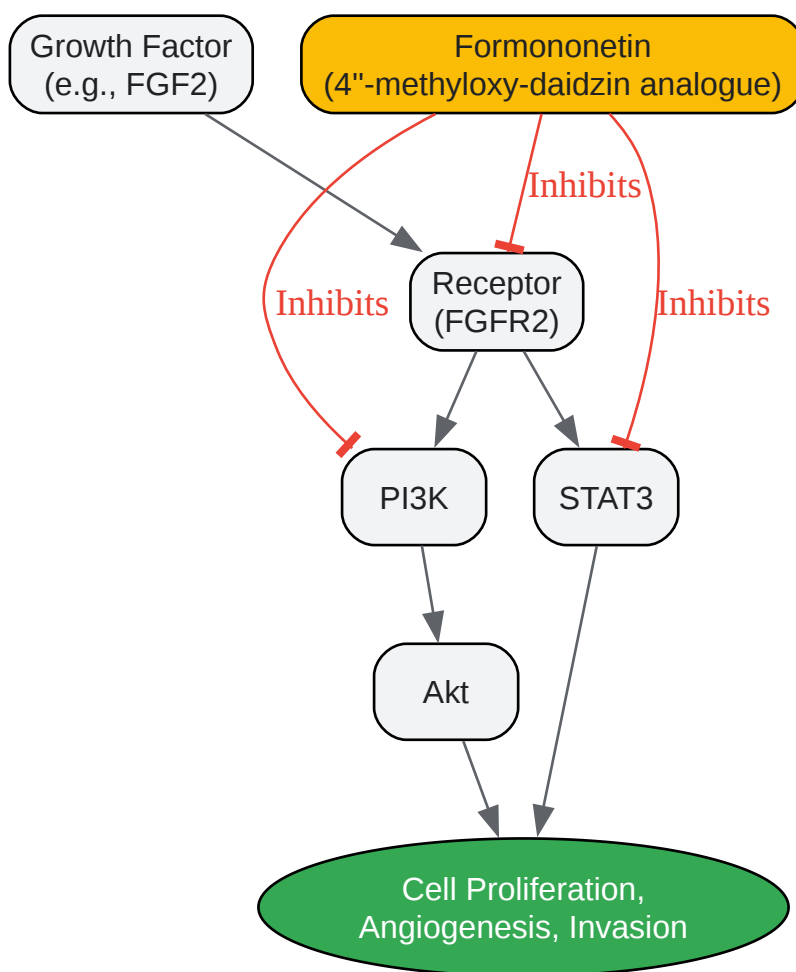 Growth Factor
(e.g., FGF2)
Formononetin
(4"-methyloxy-daidzin analogue)
Inhibits
Inhibits
Inhibits
Receptor
(FGFR2)
PI3K
STAT3
Akt
Cell Proliferation,
Angiogenesis, Invasion